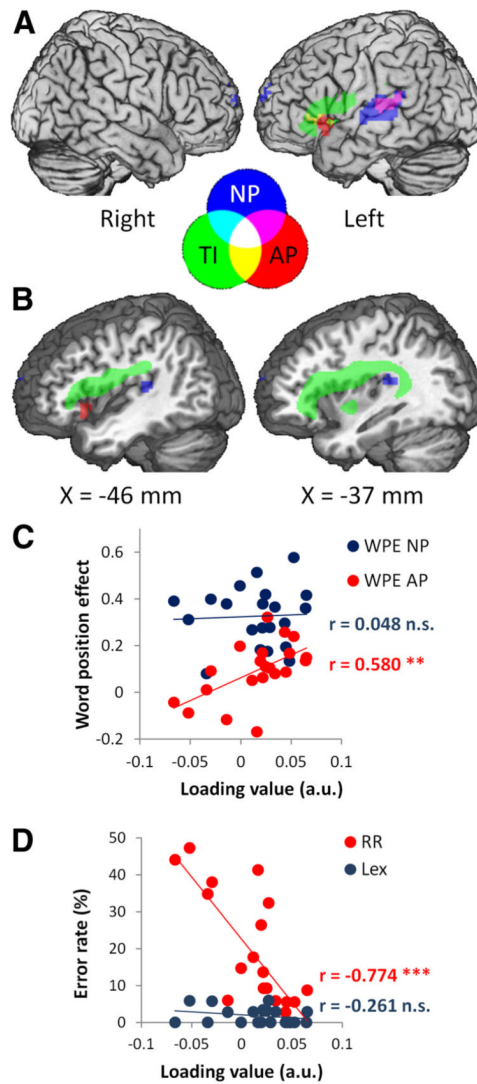 A
Right
Left
NP
TI
AP
B
X = -46 mm
X = -37 mm
C
WPE NP
WPE AP
Word position effect
0.6
0.4
0.2
0
-0.2
r = 0.048 n.s.
r = 0.580 **
-0.1
-0.05
0
0.05
0.1
Loading value (a.u.)
D
RR
Lex
Error rate (%)
50
40
30
20
10
0
r = -0.774 ***
r = -0.261 n.s.
-0.1
-0.05
0
0.05
0.1
Loading value (a.u.)